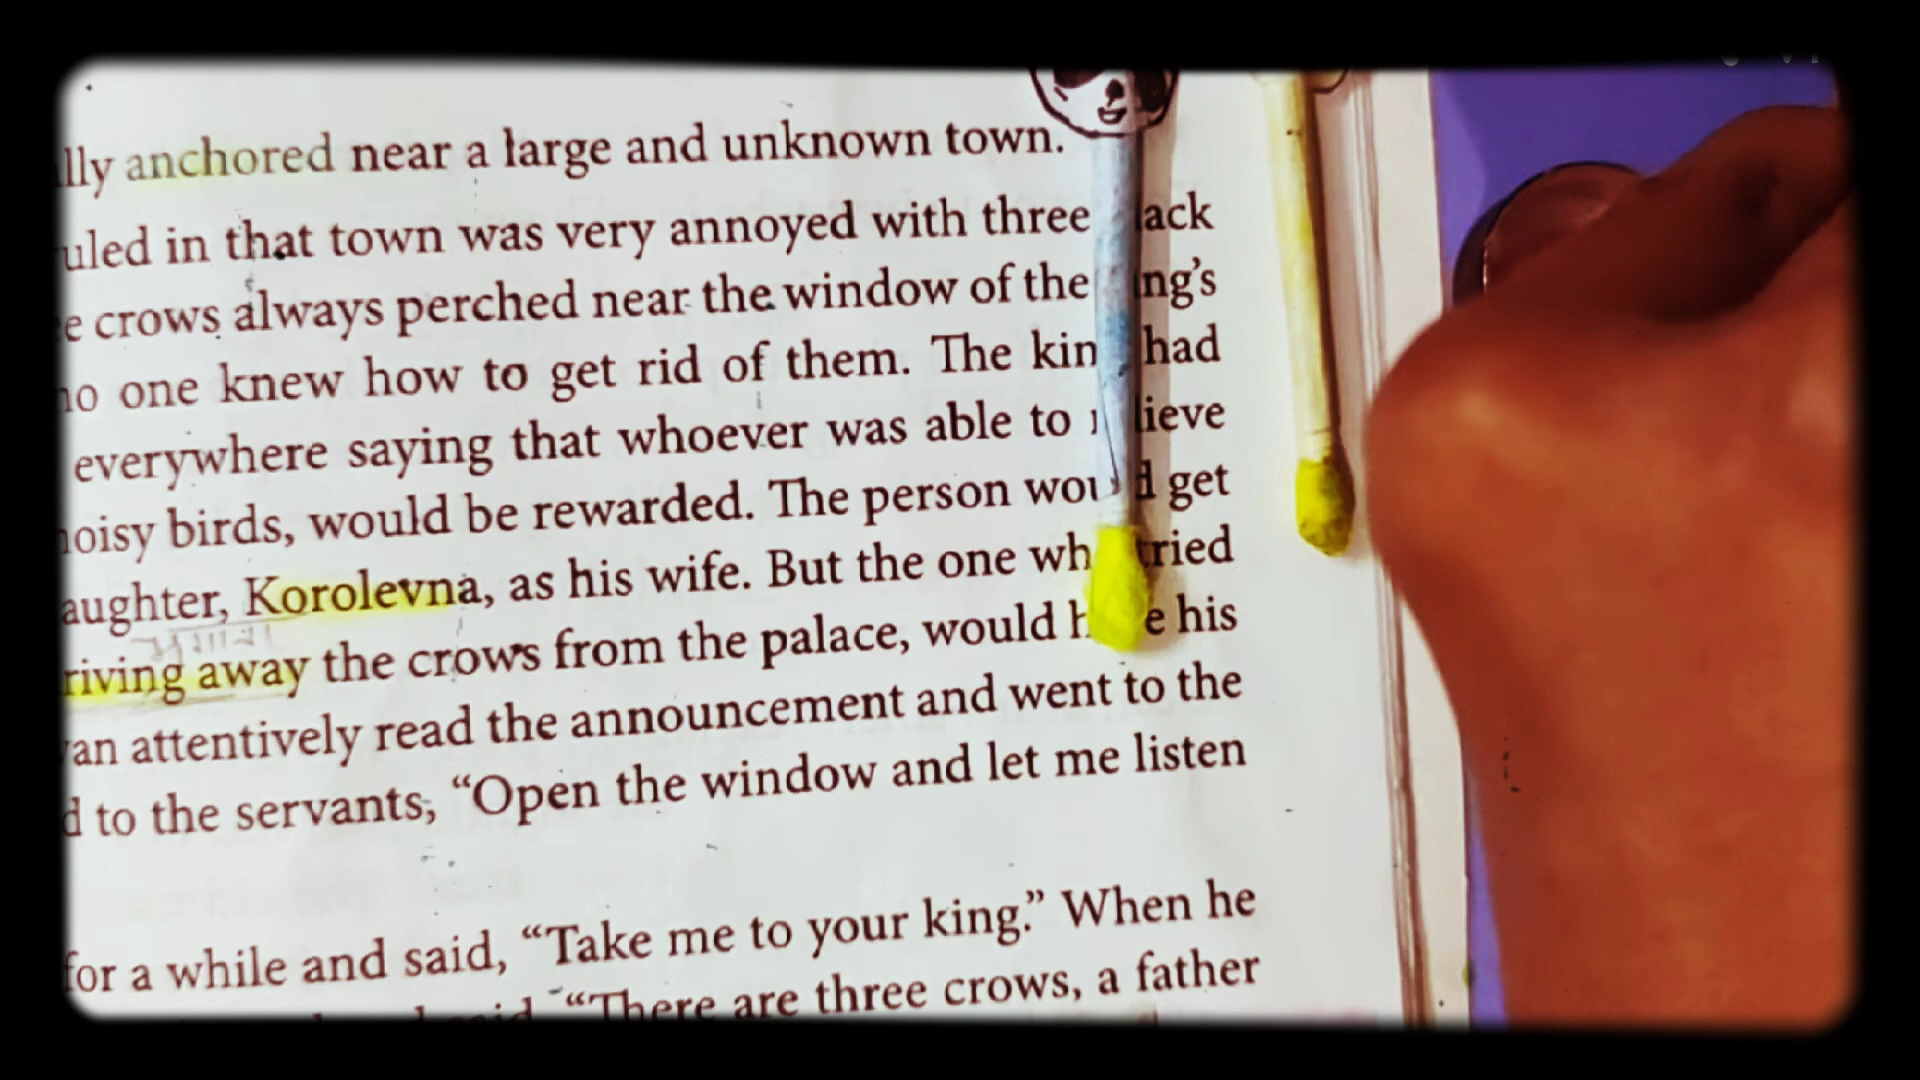 lly anchored near a large and unknown town.
uled in that town was very annoyed with three lack
e crows always perched near the window of the ing's
no one knew how to get rid of them. The kin had
everywhere saying that whoever was able to lieve
noisy birds, would be rewarded. The person wou d get
aughter, Korolevna, as his wife. But the one wh tried
riving away the crows from the palace, would h e his
van attentively read the announcement and went to the
d to the servants, “Open the window and let me listen
for a while and said, “Take me to your king.” When he
said, “There are three crows, a father